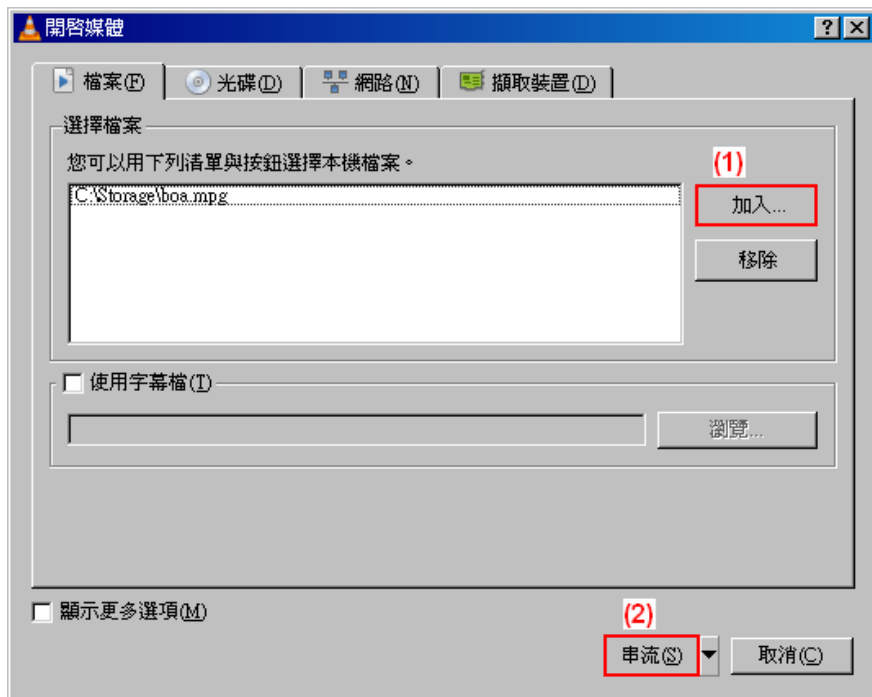 開啓媒體
檔案(F) 光碟(D) 網路(N) 擷取裝置(D)
選擇檔案
您可以用下列清單與按鈕選擇本機檔案。
(1)
C:\Storage\boa.mpg
加入...
移除
使用字幕檔(T)
瀏覽...
顯示更多選項(M)
(2)
串流(S) 取消(C)